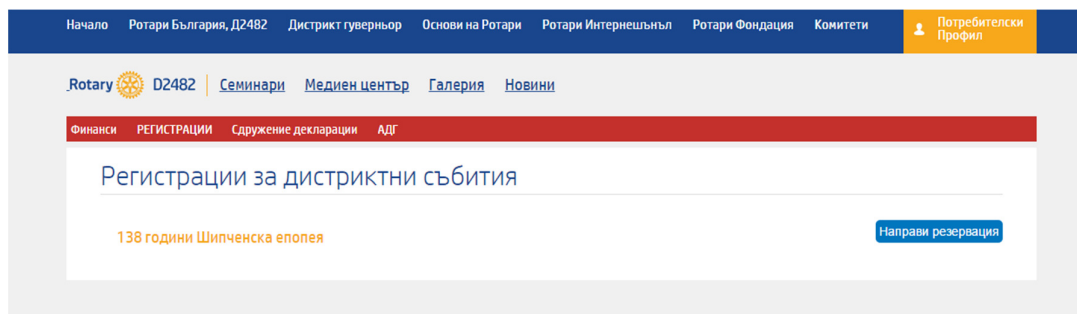 Начало Ротари България, Д2482 Дистрикт гуверньор Основи на Ротари Ротари Интернешънъл Ротари Фондация Комитети Потребителски
Профил
Rotary D2482 Семинари Медиен център Галерия Новини
Финанси РЕГИСТРАЦИИ Сдружение декларации АДГ
Регистрации за дистриктни събития
138 години Шипченска епопея Направи резервация